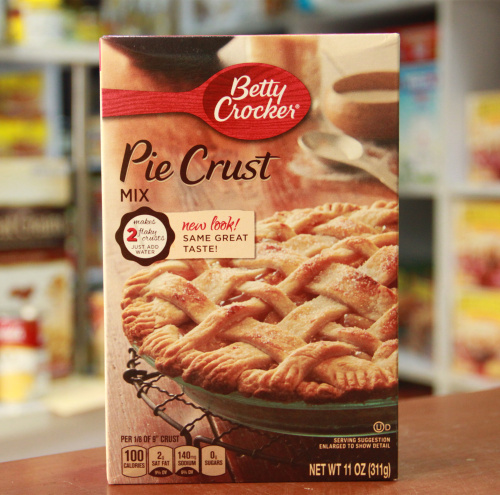 Betty
Crocker®
Pie Crust
MIX
makes
2 flaky
crusts
JUST ADD
WATER
new look!
SAME GREAT
TASTE!
PER 1/8 OF 9" CRUST
100
CALORIES
2g
SAT FAT
140mg
SODIUM
0g
SUGARS
U D
SERVING SUGGESTION
ENLARGED TO SHOW DETAIL
NET WT 11 OZ (311g)